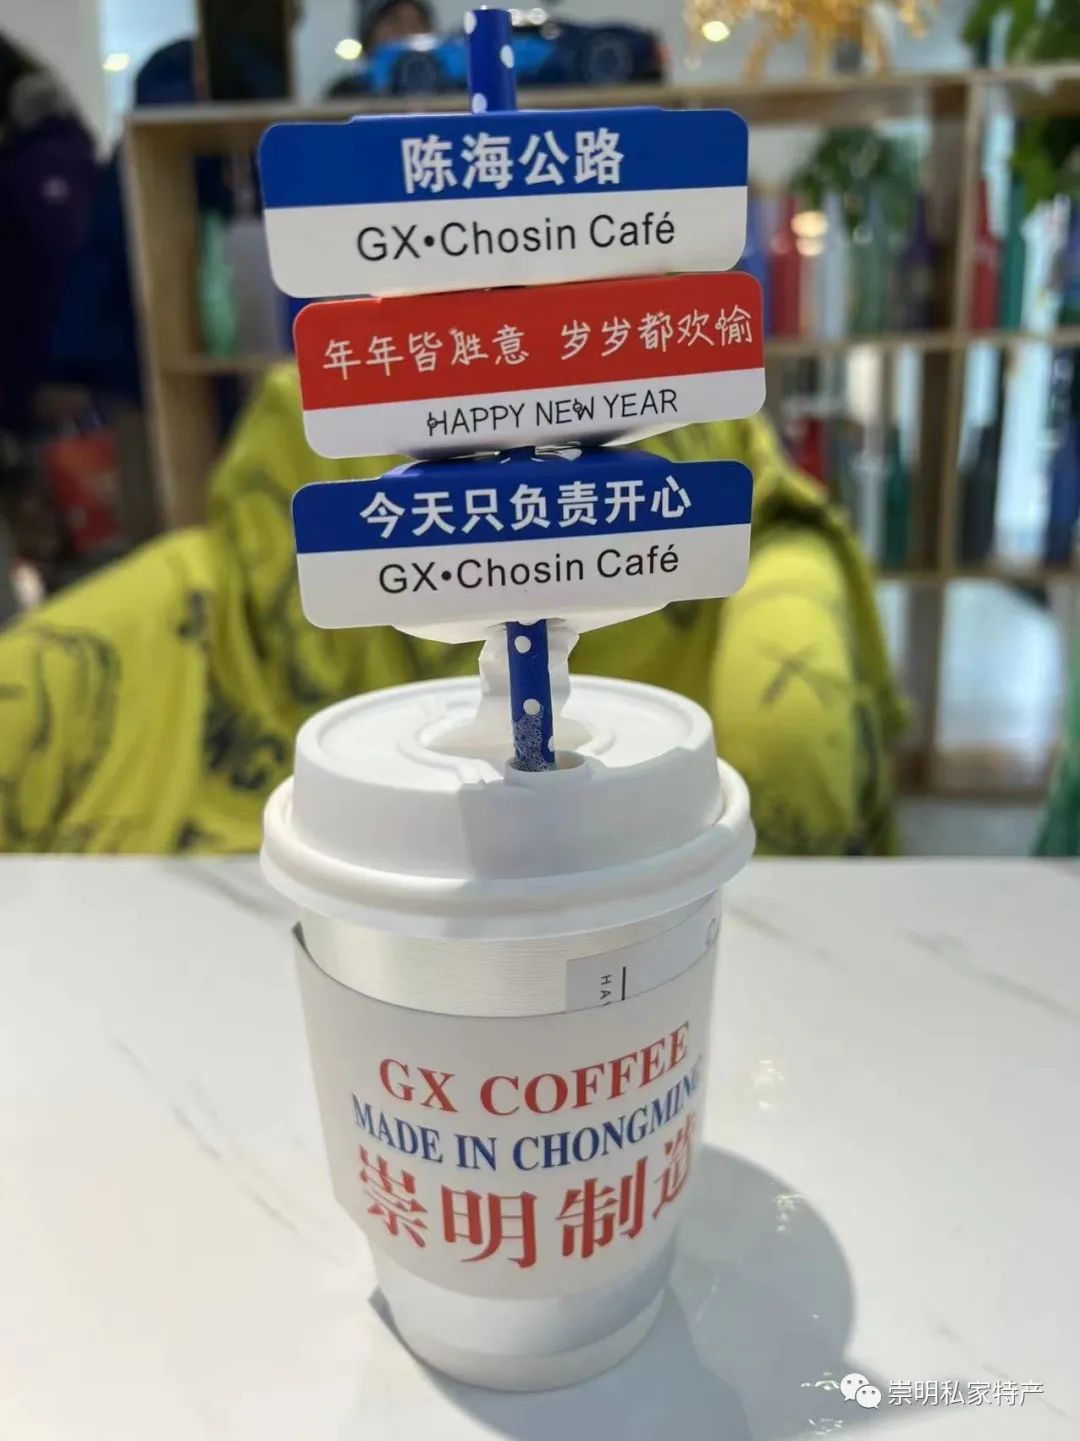 陈海公路
GX•Chosin Café
年年皆胜意 岁岁都欢愉
HAPPY NEW YEAR
今天只负责开心
GX•Chosin Café
GX COFFEE
MADE IN CHONGMING
崇明制造
崇明私家特产